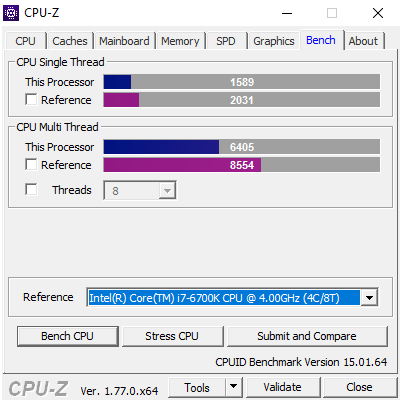 CPU-Z
CPU Caches Mainboard Memory SPD Graphics Bench About
CPU Single Thread
This Processor 1589
Reference 2031
CPU Multi Thread
This Processor 6405
Reference 8554
Threads 8
Reference Intel(R) Core(TM) i7-6700K CPU @ 4.00GHz (4C/8T)
Bench CPU Stress CPU Submit and Compare
CPUID Benchmark Version 15.01.64
CPU-Z Ver. 1.77.0.x64 Tools Validate Close